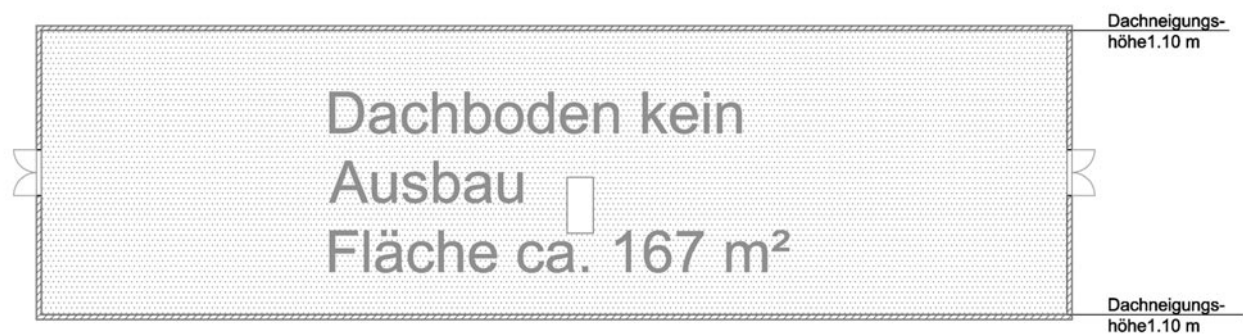 Dachneigungs-
höhe1.10 m
Dachboden kein
Ausbau
Fläche ca. 167 m²
Dachneigungs-
höhe1.10 m